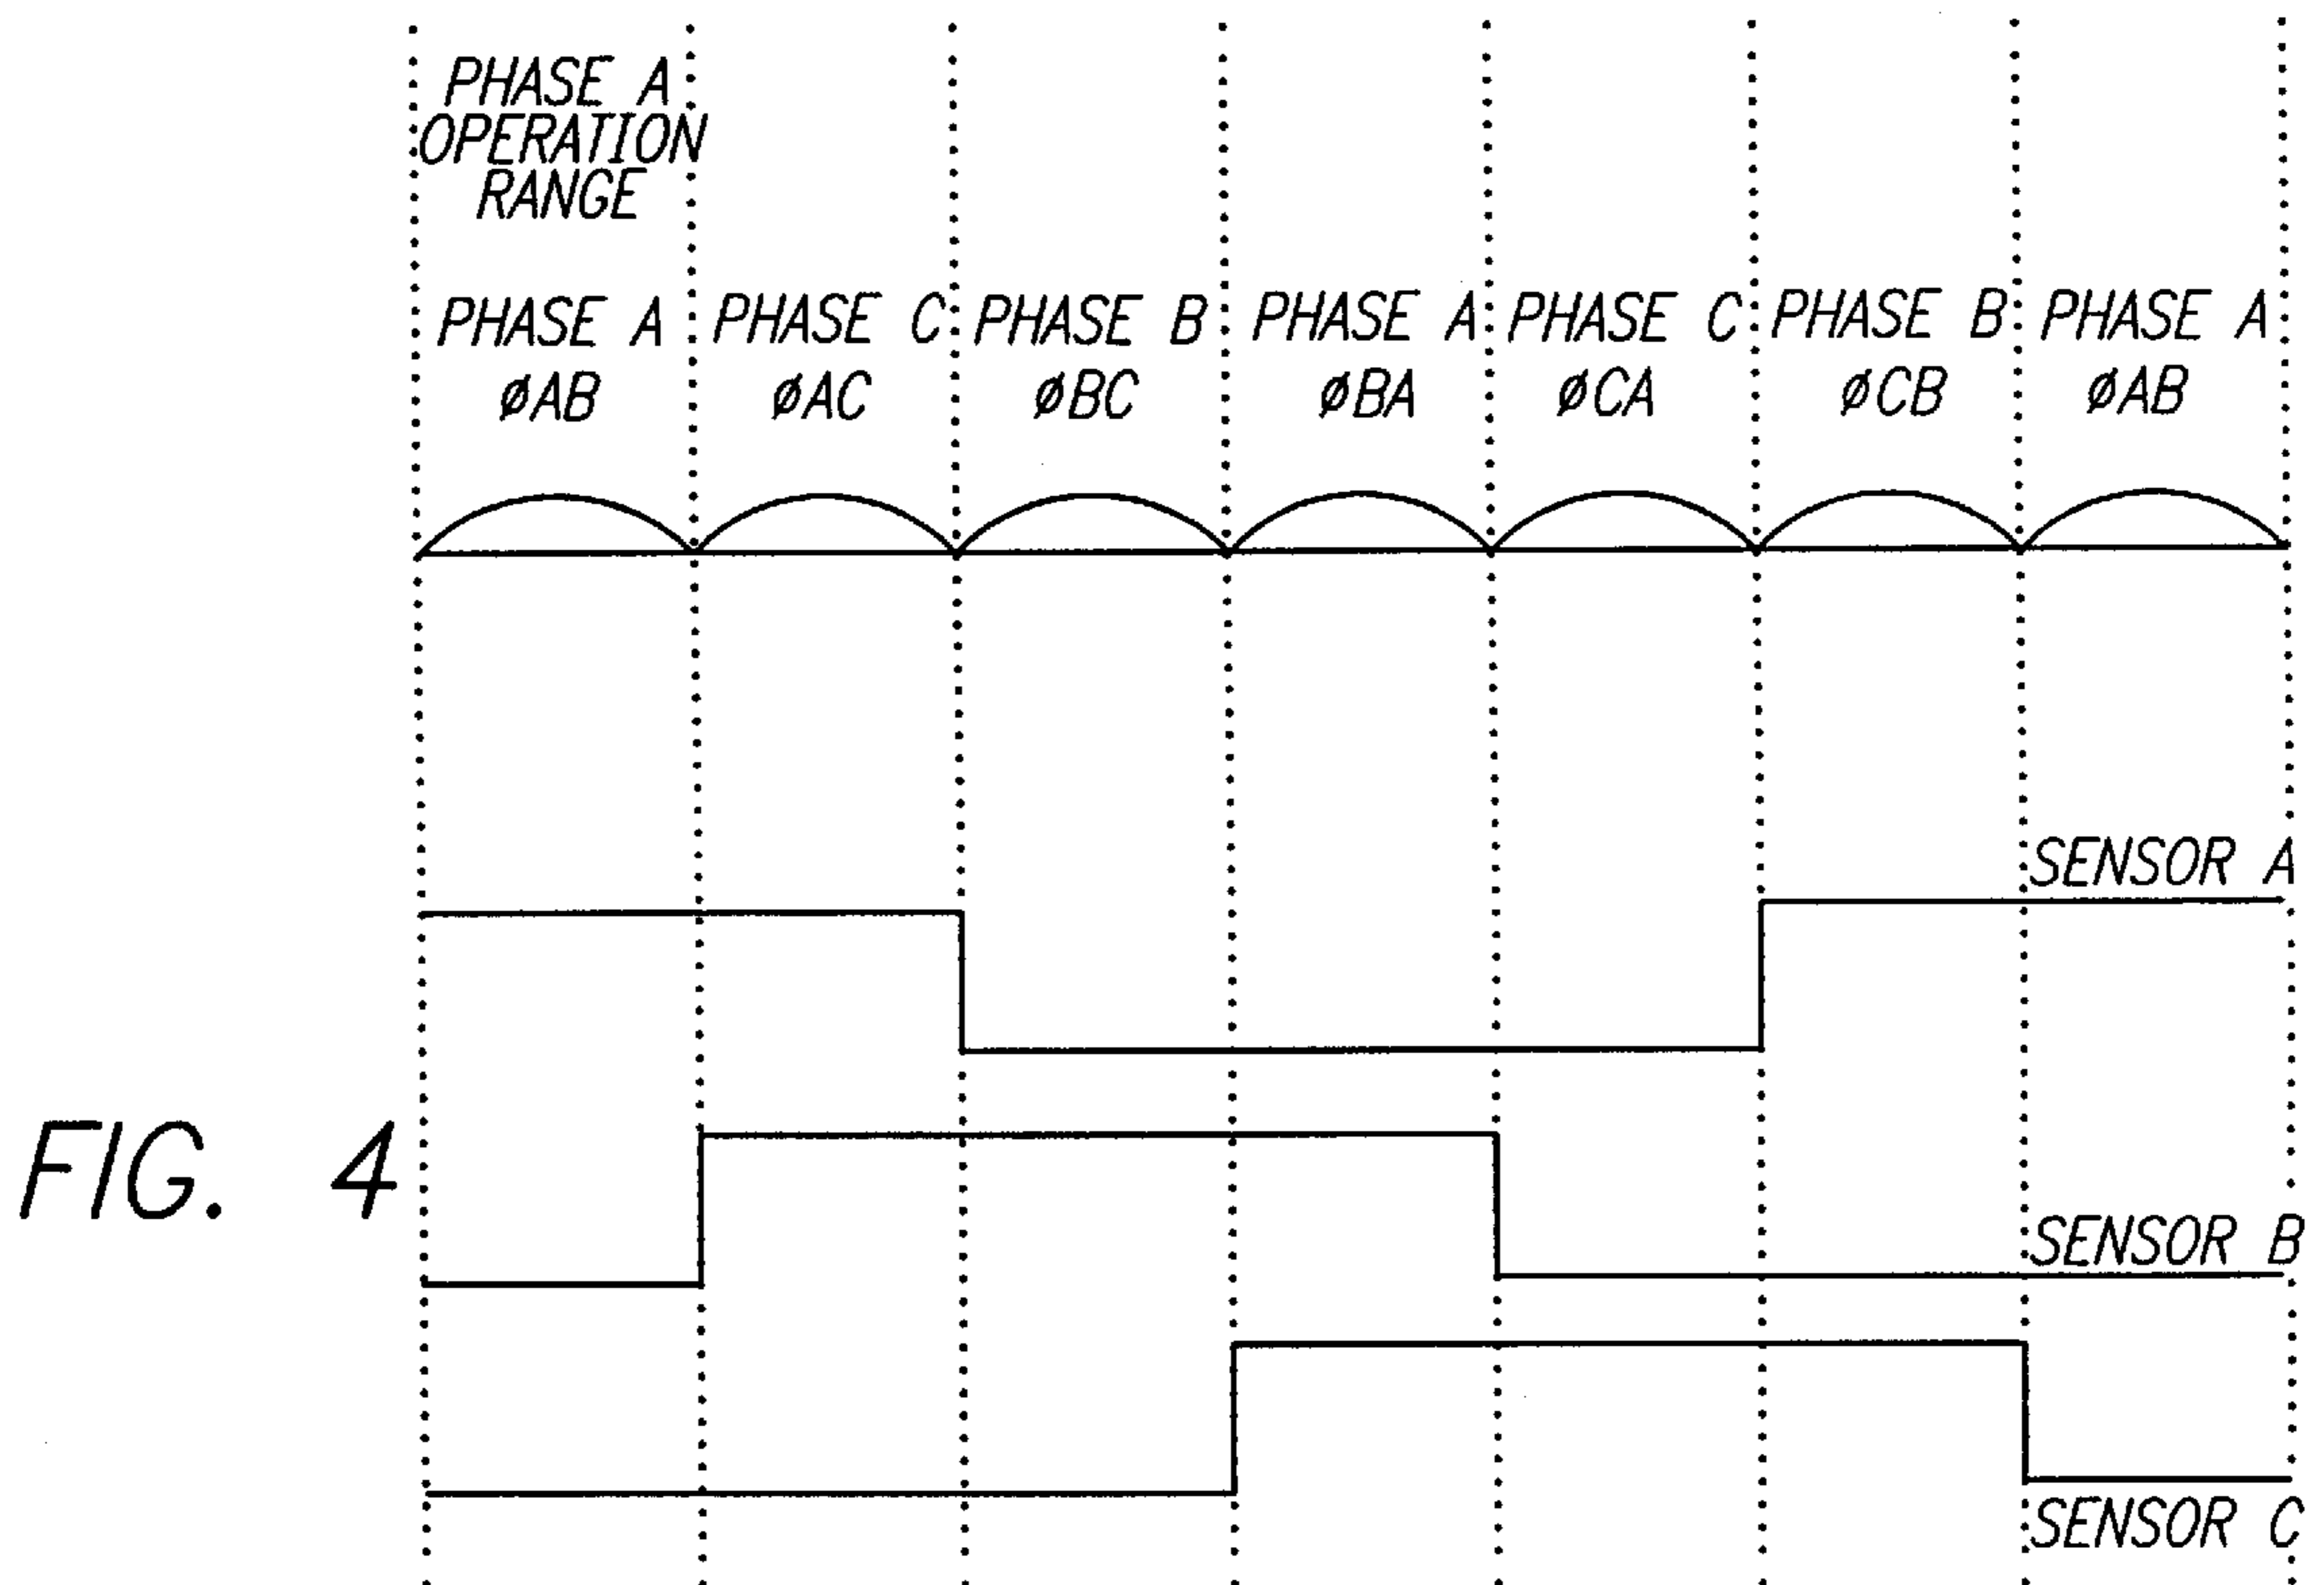 PHASE A
OPERATION
RANGE
PHASE A PHASE C PHASE B PHASE A PHASE C PHASE B PHASE A
øAB øAC øBC øBA øCA øCB øAB
SENSOR A
FIG. 4
SENSOR B
SENSOR C